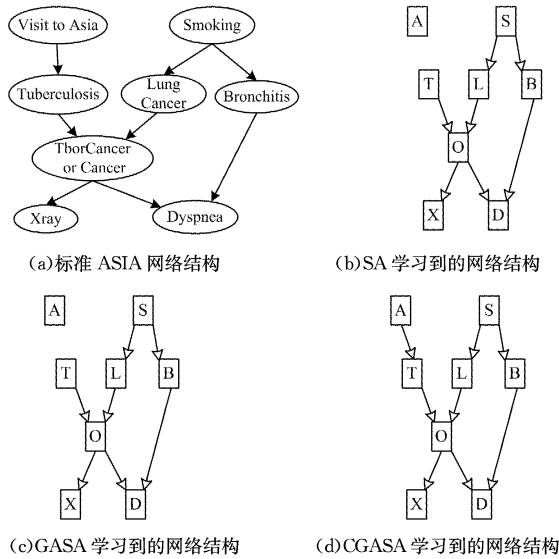 Visit to Asia
Smoking
Tuberculosis
Lung
Cancer
Bronchitis
TborCancer
or Cancer
Xray
Dyspnea
(a)标准 ASIA 网络结构
A
S
T
L
B
O
X
D
(b)SA 学习到的网络结构
A
S
T
L
B
O
X
D
(c)GASA 学习到的网络结构
A
S
T
L
B
O
X
D
(d)CGASA 学习到的网络结构